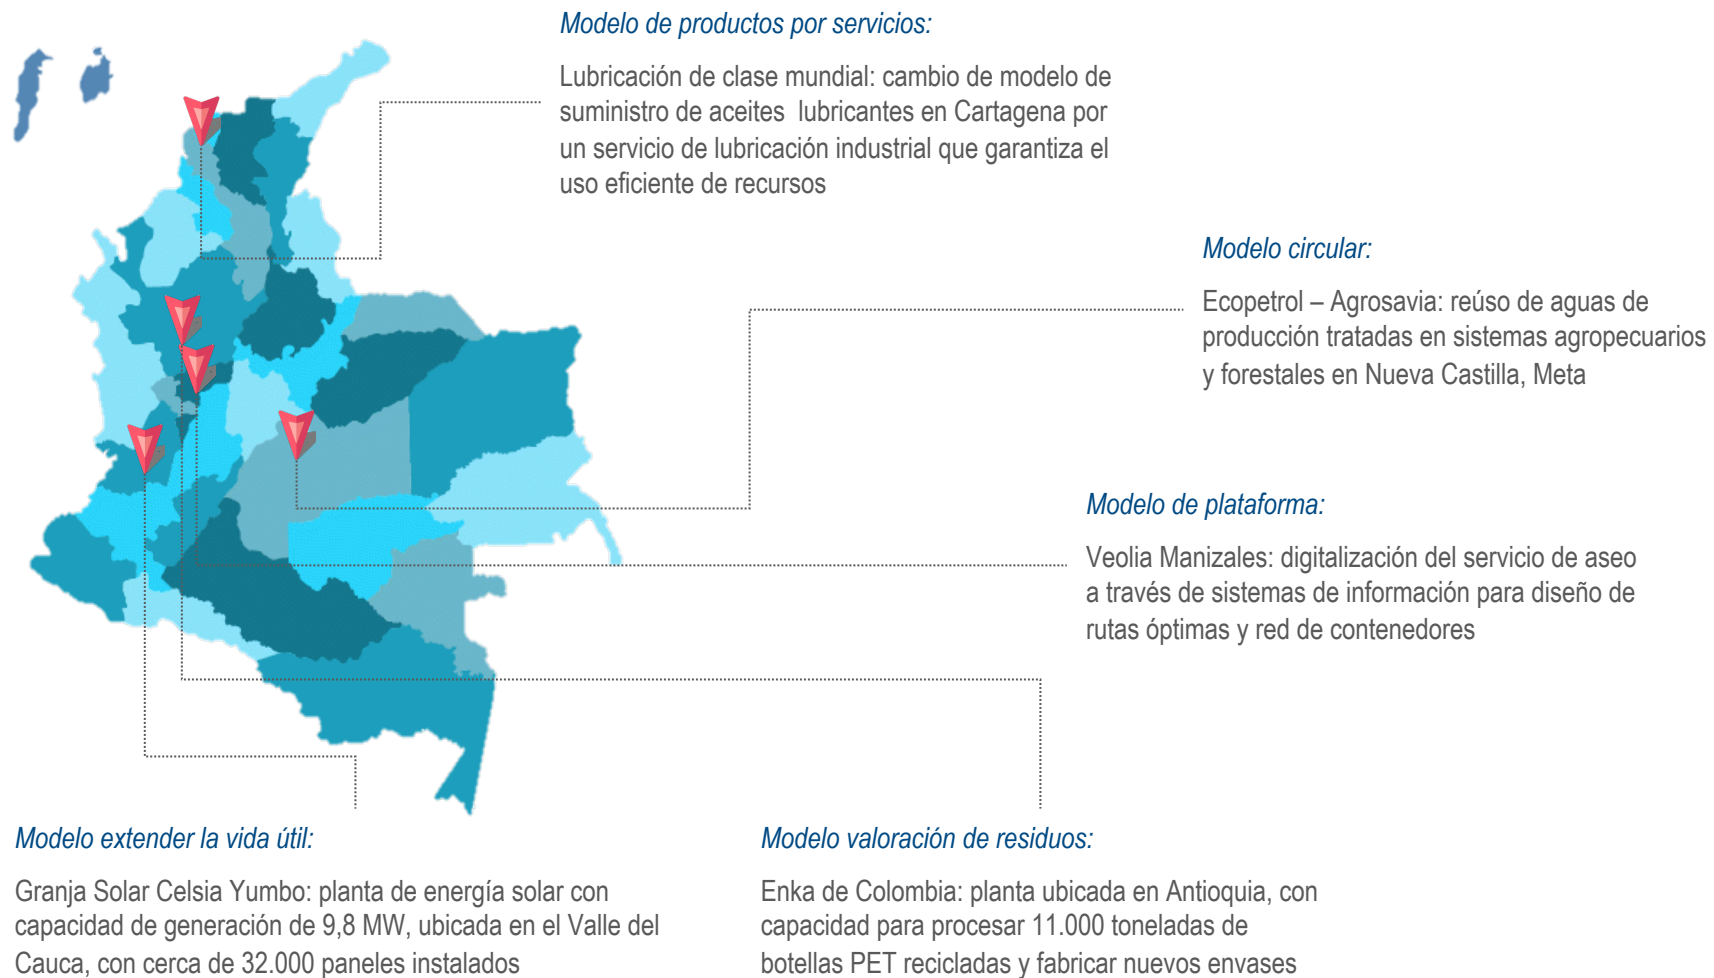 Modelo de productos por servicios:
Lubricación de clase mundial: cambio de modelo de
suministro de aceites  lubricantes en Cartagena por
un servicio de lubricación industrial que garantiza el
uso eficiente de recursos
Modelo circular:
Ecopetrol – Agrosavia: reúso de aguas de
producción tratadas en sistemas agropecuarios
y forestales en Nueva Castilla, Meta
Modelo de plataforma:
Veolia Manizales: digitalización del servicio de aseo
a través de sistemas de información para diseño de
rutas óptimas y red de contenedores
Modelo extender la vida útil:
Granja Solar Celsia Yumbo: planta de energía solar con
capacidad de generación de 9,8 MW, ubicada en el Valle del
Cauca, con cerca de 32.000 paneles instalados
Modelo valoración de residuos:
Enka de Colombia: planta ubicada en Antioquia, con
capacidad para procesar 11.000 toneladas de
botellas PET recicladas y fabricar nuevos envases